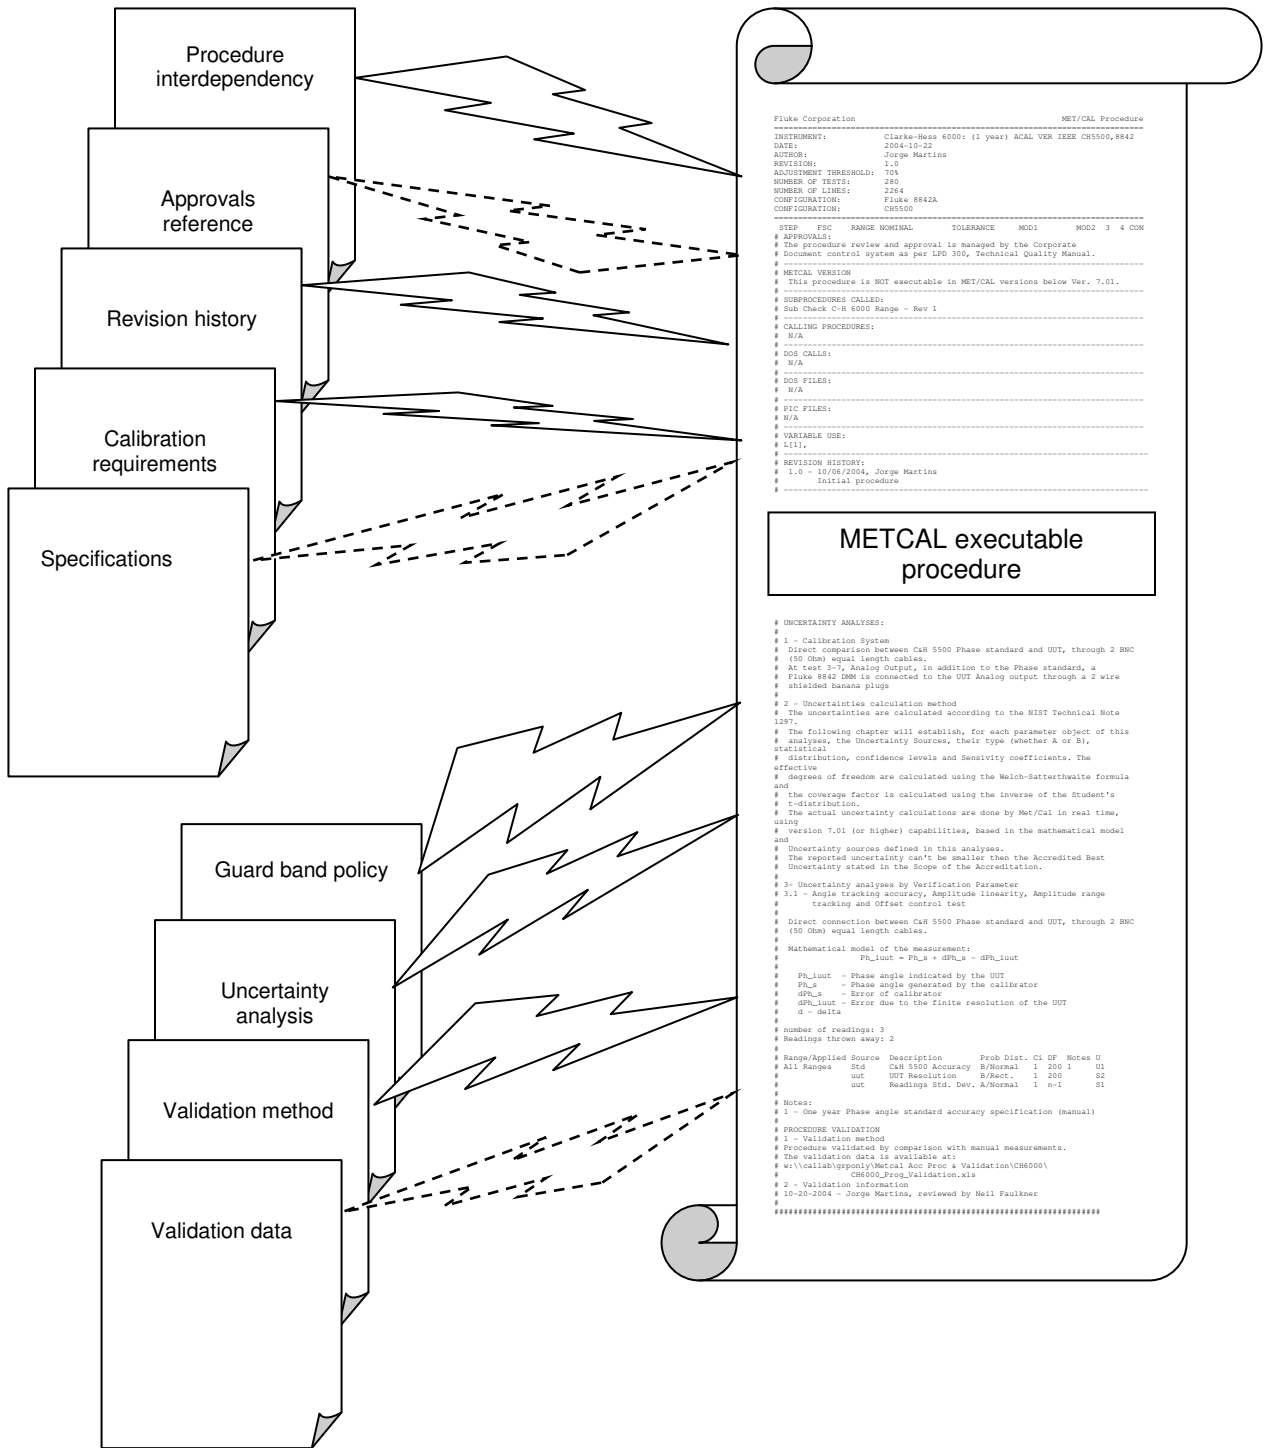 Procedure
interdependency
Approvals
reference
Revision history
Calibration
requirements
Specifications
Guard band policy
Uncertainty
analysis
Validation method
Validation data
Fluke Corporation MET/CAL Procedure
=============================================================================
INSTRUMENT: Clarke-Hess 6000: (1 year) ACAL VER IEEE CH5500,8842
DATE: 2004-10-22
AUTHOR: Jorge Martins
REVISION: 1.0
ADJUSTMENT THRESHOLD: 70%
NUMBER OF TESTS: 280
NUMBER OF LINES: 2264
CONFIGURATION: Fluke 8842A
CONFIGURATION: CH5500
=============================================================================
STEP FSC RANGE NOMINAL TOLERANCE MOD1 MOD2 3 4 CON
# APPROVALS:
# The procedure review and approval is managed by the Corporate
# Document control system as per LPD 300, Technical Quality Manual.
# ---------------------------------------------------------------------------
# METCAL VERSION
# This procedure is NOT executable in MET/CAL versions below Ver. 7.01.
# ---------------------------------------------------------------------------
# SUBPROCEDURES CALLED:
# Sub Check C-H 6000 Range - Rev 1
# ---------------------------------------------------------------------------
# CALLING PROCEDURES:
# N/A
# ---------------------------------------------------------------------------
# DOS CALLS:
# N/A
# ---------------------------------------------------------------------------
# DOS FILES:
# N/A
# ---------------------------------------------------------------------------
# PIC FILES:
# N/A
# ---------------------------------------------------------------------------
# VARIABLE USE:
# L[1],
# ----------------------------------------------------------------------------
# REVISION HISTORY:
# 1.0 - 10/06/2004, Jorge Martins
# Initial procedure
# ----------------------------------------------------------------------------
METCAL executable
procedure
# UNCERTAINTY ANALYSES:
#
# 1 - Calibration System
# Direct comparison between C&H 5500 Phase standard and UUT, through 2 BNC
# (50 Ohm) equal length cables.
# At test 3-7, Analog Output, in addition to the Phase standard, a
# Fluke 8842 DMM is connected to the UUT Analog output through a 2 wire
# shielded banana plugs
#
# 2 - Uncertainties calculation method
# The uncertainties are calculated according to the NIST Technical Note
1297.
# The following chapter will establish, for each parameter object of this
# analyses, the Uncertainty Sources, their type (whether A or B),
statistical
# distribution, confidence levels and Sensivity coefficients. The
effective
# degrees of freedom are calculated using the Welch-Satterthwaite formula
and
# the coverage factor is calculated using the inverse of the Student's
# t-distribution.
# The actual uncertainty calculations are done by Met/Cal in real time,
using
# version 7.01 (or higher) capabilities, based in the mathematical model
and
# Uncertainty sources defined in this analyses.
# The reported uncertainty can't be smaller then the Accredited Best
# Uncertainty stated in the Scope of the Accreditation.
#
# 3- Uncertainty analyses by Verification Parameter
# 3.1 - Angle tracking accuracy, Amplitude linearity, Amplitude range
# tracking and Offset control test
#
# Direct connection between C&H 5500 Phase standard and UUT, through 2 BNC
# (50 Ohm) equal length cables.
#
# Mathematical model of the measurement:
# Ph_iuut = Ph_s + dPh_s - dPh_iuut
#
# Ph_iuut - Phase angle indicated by the UUT
# Ph_s - Phase angle generated by the calibrator
# dPh_s - Error of calibrator
# dPh_iuut - Error due to the finite resolution of the UUT
# d - delta
#
# number of readings: 3
# Readings thrown away: 2
#
# Range/Applied Source Description Prob Dist. Ci DF Notes U
# All Ranges Std C&H 5500 Accuracy B/Normal 1 200 1 U1
# uut UUT Resolution B/Rect. 1 200 S2
# uut Readings Std. Dev. A/Normal 1 n-1 S1
#
# Notes:
# 1 - One year Phase angle standard accuracy specification (manual)
#
# PROCEDURE VALIDATION
# 1 - Validation method
# Procedure validated by comparison with manual measurements.
# The validation data is available at:
# w:\\callab\grponly\Metcal Acc Proc & Validation\CH6000\
# CH6000_Prog_Validation.xls
# 2 - Validation information
# 10-20-2004 - Jorge Martins, reviewed by Neil Faulkner
#
####################################################################